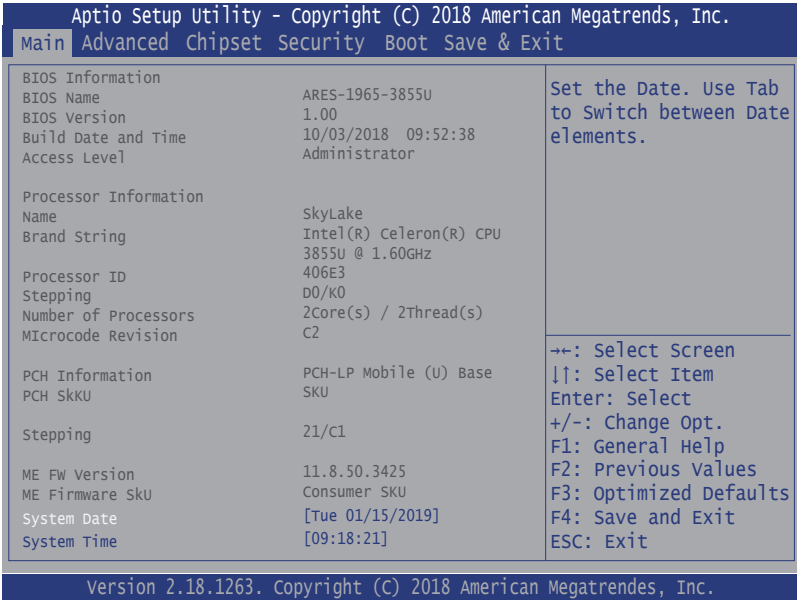 Aptio Setup Utility - Copyright (C) 2018 American Megatrends, Inc.
Main Advanced Chipset Security Boot Save & Exit
BIOS Information
BIOS Name ARES-1965-3855U
BIOS Version 1.00
Build Date and Time 10/03/2018 09:52:38
Access Level Administrator
Processor Information
Name SkyLake
Brand String Intel(R) Celeron(R) CPU
3855U @ 1.60GHz
Processor ID 406E3
Stepping D0/K0
Number of Processors 2Core(s) / 2Thread(s)
MIcrocode Revision C2
PCH Information PCH-LP Mobile (U) Base
PCH SkKU SKU
Stepping 21/C1
ME FW Version 11.8.50.3425
ME Firmware SkU Consumer SKU
System Date [Tue 01/15/2019]
System Time [09:18:21]
Set the Date. Use Tab
to Switch between Date
elements.
→←: Select Screen
↓↑: Select Item
Enter: Select
+/-: Change Opt.
F1: General Help
F2: Previous Values
F3: Optimized Defaults
F4: Save and Exit
ESC: Exit
Version 2.18.1263. Copyright (C) 2018 American Megatrendes, Inc.